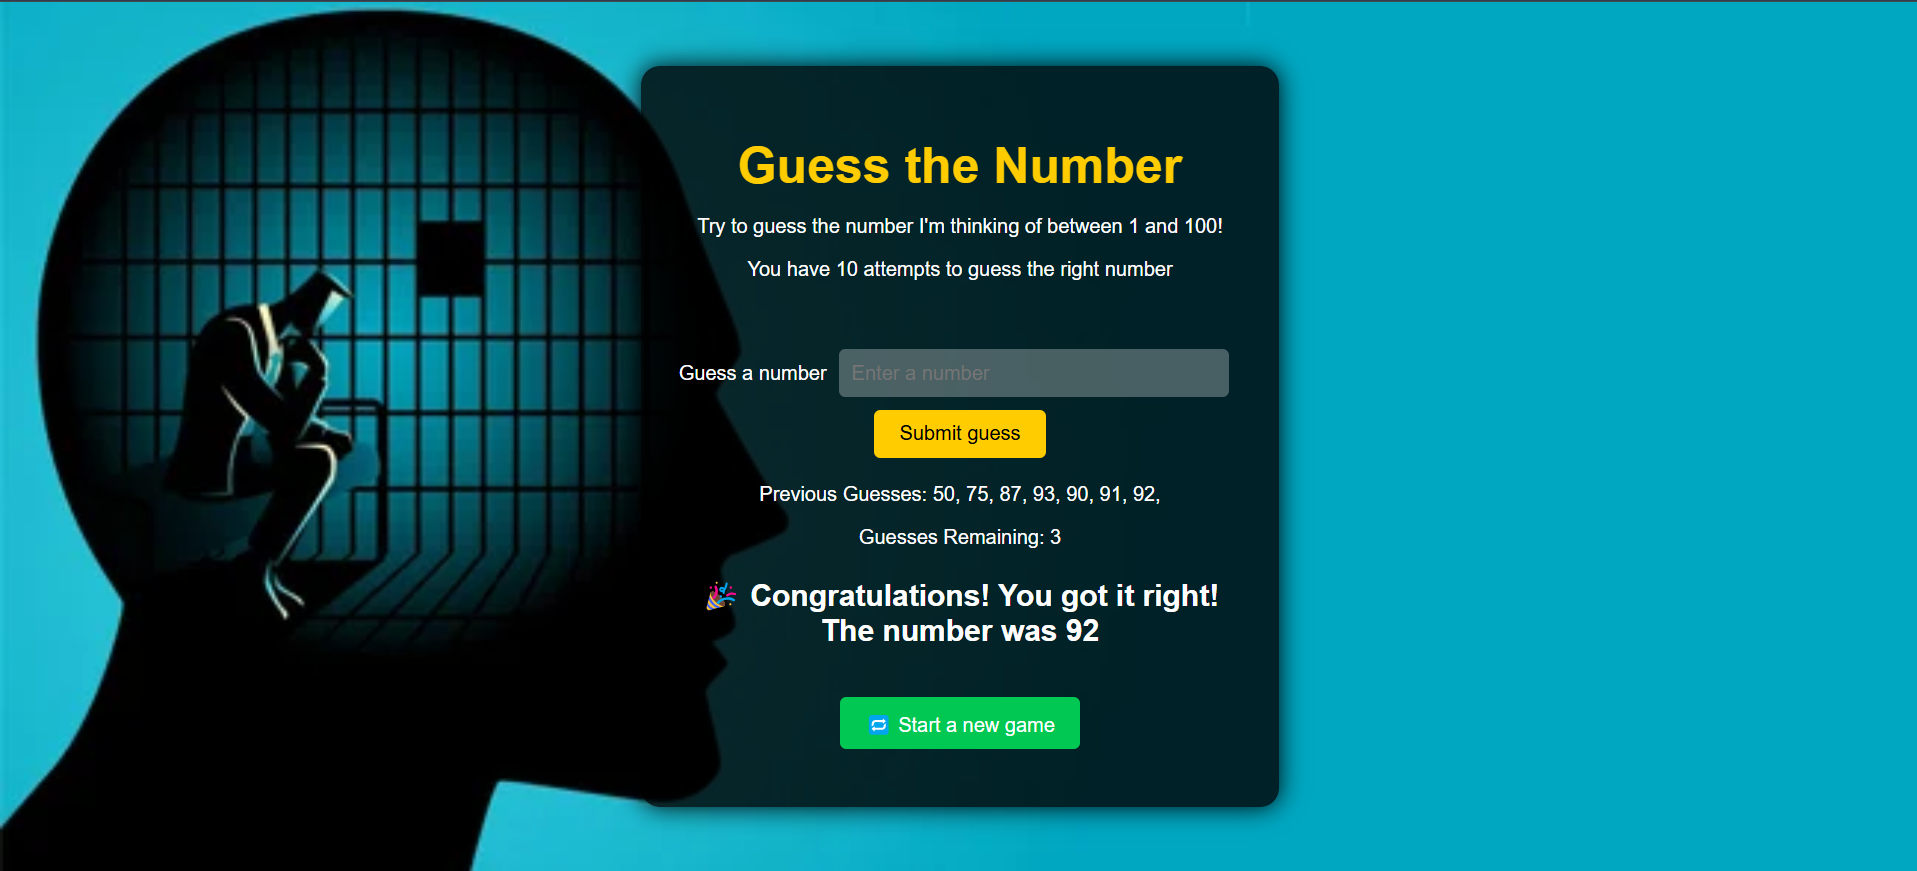 Guess the Number
Try to guess the number I'm thinking of between 1 and 100!
You have 10 attempts to guess the right number
Guess a number Enter a number
Submit guess
Previous Guesses: 50, 75, 87, 93, 90, 91, 92,
Guesses Remaining: 3
🎉 Congratulations! You got it right!
The number was 92
🔁 Start a new game